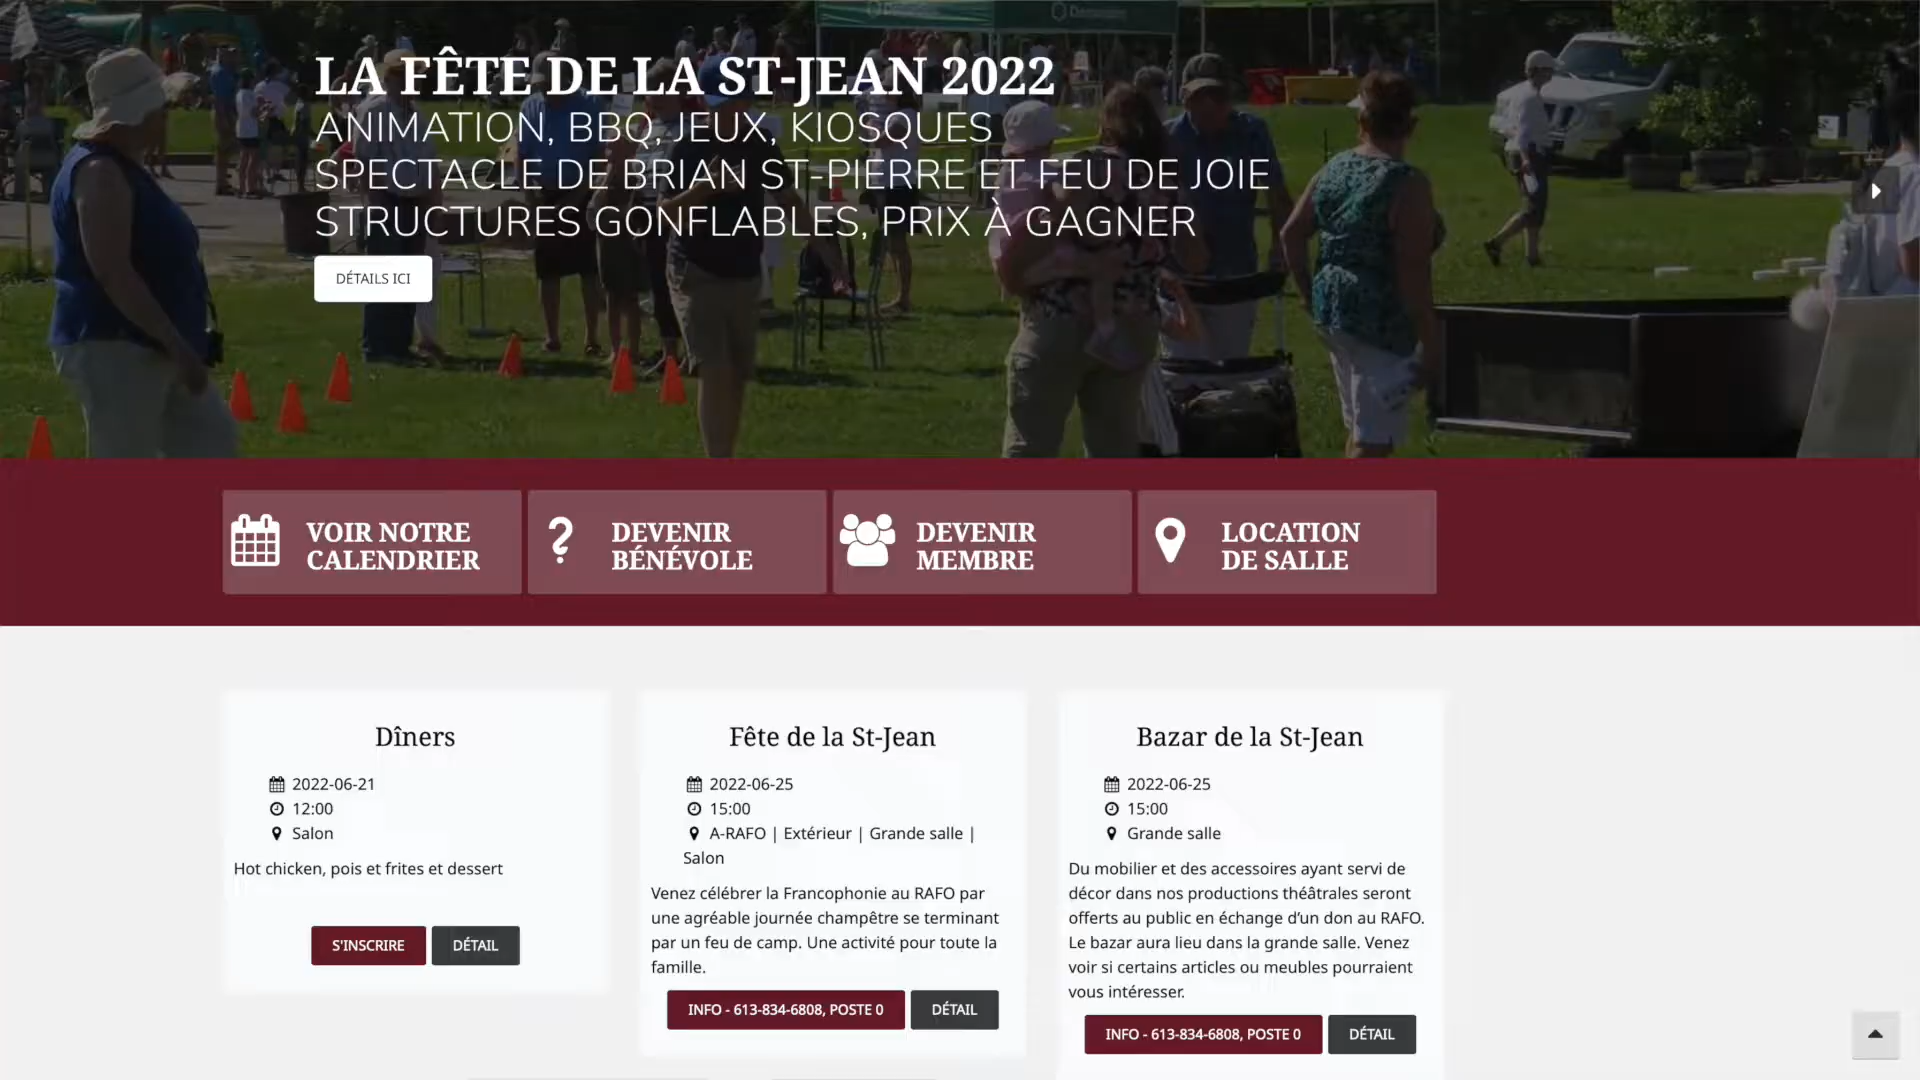 LA FÊTE DE LA ST-JEAN 2022
ANIMATION, BBQ, JEUX, KIOSQUES
SPECTACLE DE BRIAN ST-PIERRE ET FEU DE JOIE
STRUCTURES GONFLABLES, PRIX À GAGNER
DÉTAILS ICI
VOIR NOTRE
CALENDRIER
DEVENIR
BÉNÉVOLE
DEVENIR
MEMBRE
LOCATION
DE SALLE
Dîners
2022-06-21
12:00
Salon
Hot chicken, pois et frites et dessert
S'INSCRIRE
DÉTAIL
Fête de la St-Jean
2022-06-25
15:00
A-RAFO | Extérieur | Grande salle |
Salon
Venez célébrer la Francophonie au RAFO par
une agréable journée champêtre se terminant
par un feu de camp. Une activité pour toute la
famille.
INFO - 613-834-6808, POSTE 0
DÉTAIL
Bazar de la St-Jean
2022-06-25
15:00
Grande salle
Du mobilier et des accessoires ayant servi de
décor dans nos productions théâtrales seront
offerts au public en échange d’un don au RAFO.
Le bazar aura lieu dans la grande salle. Venez
voir si certains articles ou meubles pourraient
vous intéresser.
INFO - 613-834-6808, POSTE 0
DÉTAIL